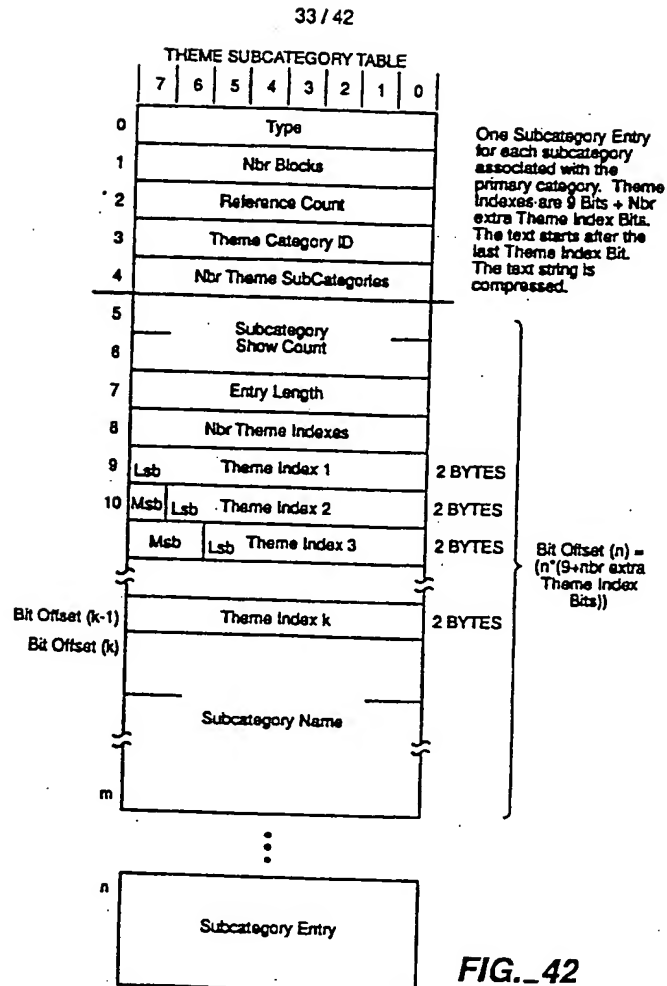 33 / 42
THEME SUBCATEGORY TABLE
7 6 5 4 3 2 1 0
0 Type
1 Nbr Blocks
2 Reference Count
3 Theme Category ID
4 Nbr Theme SubCategories
One Subcategory Entry
for each subcategory
associated with the
primary category. Theme
Indexes are 9 Bits + Nbr
extra Theme Index Bits.
The text starts after the
last Theme Index Bit.
The text string is
compressed.
5
Subcategory
Show Count
6
7 Entry Length
8 Nbr Theme Indexes
9 Lsb Theme Index 1 2 BYTES
10 Msb Lsb Theme Index 2 2 BYTES
Msb Lsb Theme Index 3 2 BYTES
Bit Offset (n) =
(n*(9+nbr extra
Theme Index
Bits))
Bit Offset (k-1) Theme Index k 2 BYTES
Bit Offset (k)
Subcategory Name
m
n
Subcategory Entry
FIG._42